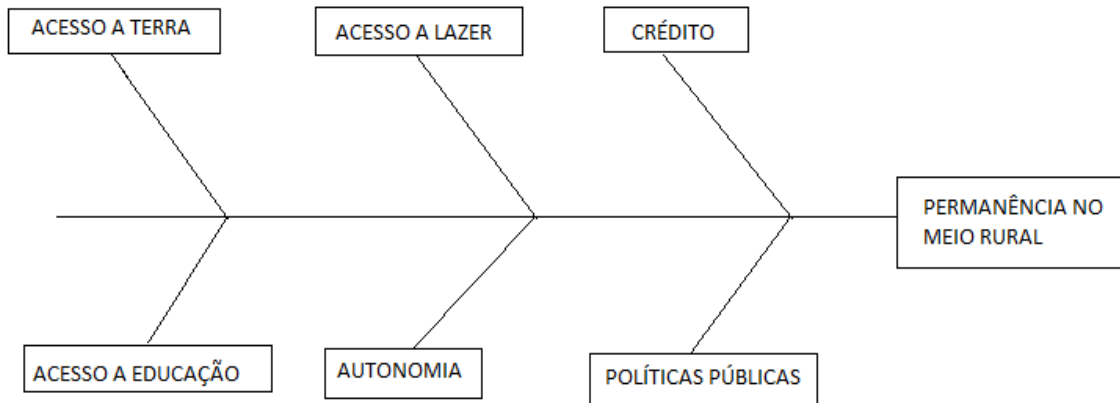 ACESSO A TERRA
ACESSO A LAZER
CRÉDITO
PERMANÊNCIA NO
MEIO RURAL
ACESSO A EDUCAÇÃO
AUTONOMIA
POLÍTICAS PÚBLICAS